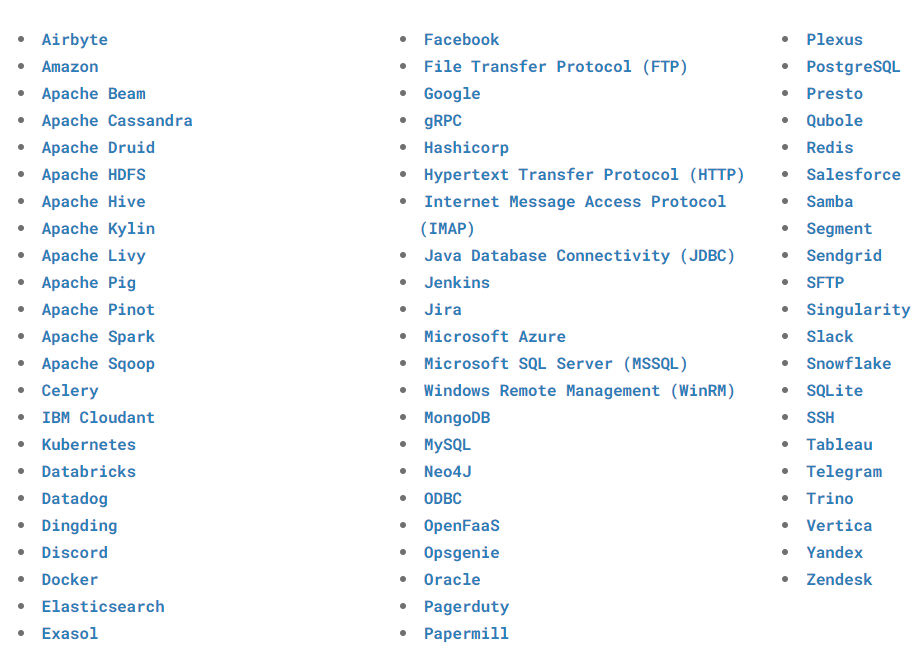 Airbyte
Amazon
Apache Beam
Apache Cassandra
Apache Druid
Apache HDFS
Apache Hive
Apache Kylin
Apache Livy
Apache Pig
Apache Pinot
Apache Spark
Apache Sqoop
Celery
IBM Cloudant
Kubernetes
Databricks
Datadog
Dingding
Discord
Docker
Elasticsearch
Exasol
Facebook
File Transfer Protocol (FTP)
Google
gRPC
Hashicorp
Hypertext Transfer Protocol (HTTP)
Internet Message Access Protocol
(IMAP)
Java Database Connectivity (JDBC)
Jenkins
Jira
Microsoft Azure
Microsoft SQL Server (MSSQL)
Windows Remote Management (WinRM)
MongoDB
MySQL
Neo4J
ODBC
OpenFaaS
Opsgenie
Oracle
Pagerduty
Papermill
Plexus
PostgreSQL
Presto
Qubole
Redis
Salesforce
Samba
Segment
Sendgrid
SFTP
Singularity
Slack
Snowflake
SQLite
SSH
Tableau
Telegram
Trino
Vertica
Yandex
Zendesk